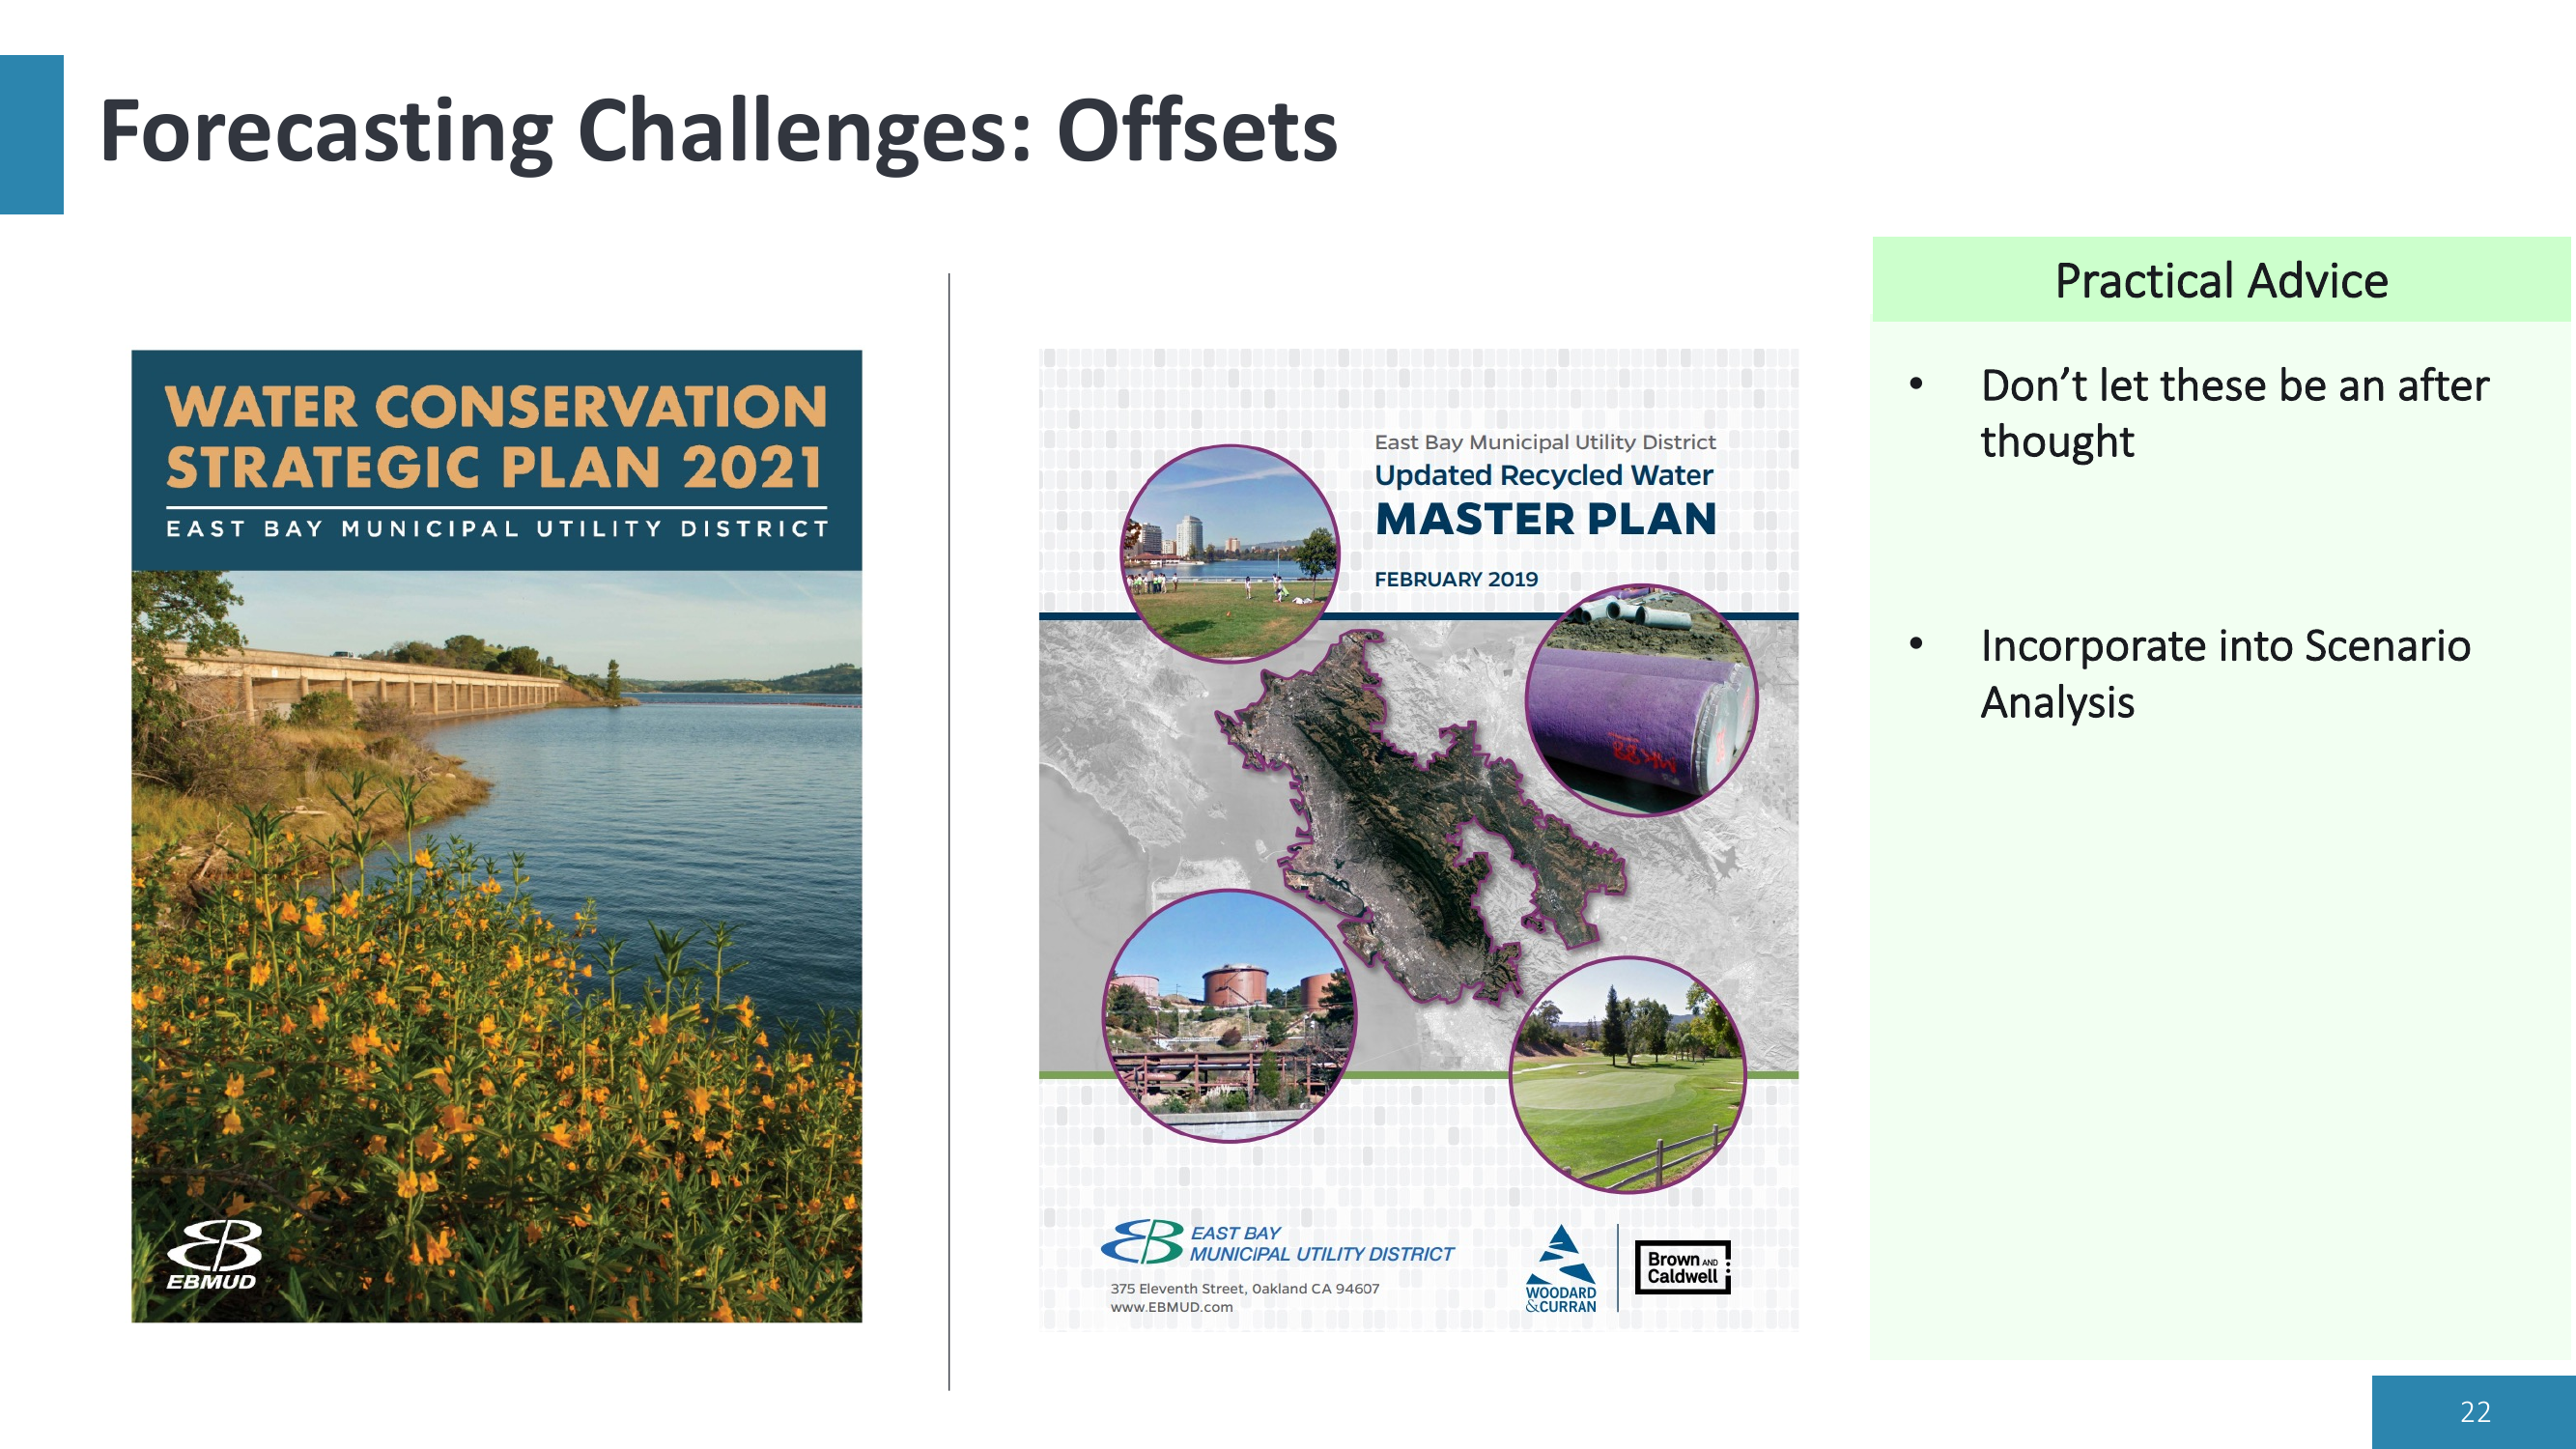 Forecasting Challenges: Offsets
WATER CONSERVATION
STRATEGIC PLAN 2021
EAST BAY MUNICIPAL UTILITY DISTRICT
EBMUD
East Bay Municipal Utility District
Updated Recycled Water
MASTER PLAN
FEBRUARY 2019
EAST BAY
MUNICIPAL UTILITY DISTRICT
375 Eleventh Street, Oakland CA 94607
www.EBMUD.com
WOODARD
&CURRAN
Brown AND
Caldwell
Practical Advice
• Don’t let these be an after
thought
• Incorporate into Scenario
Analysis
22